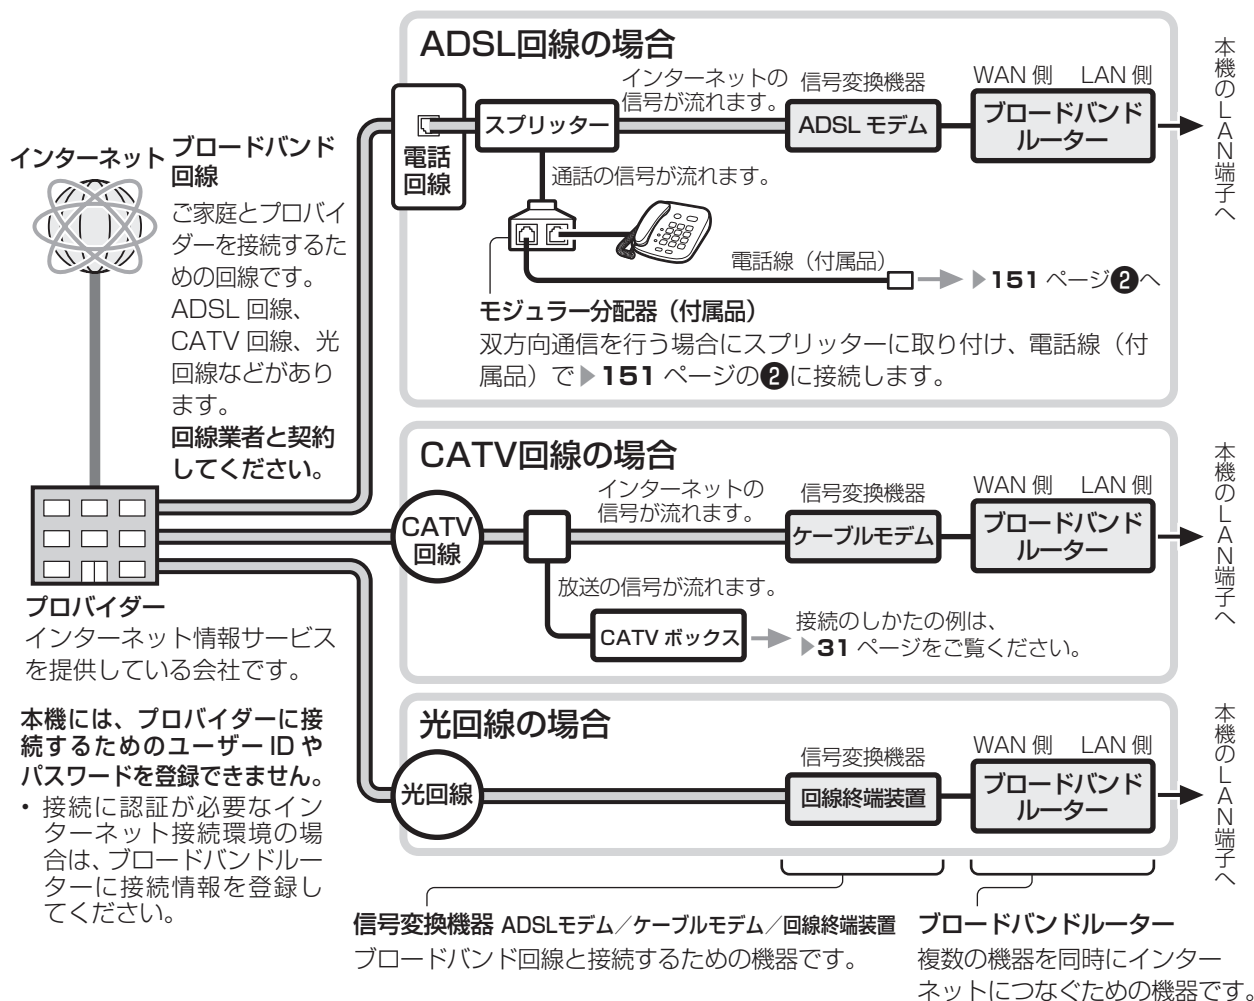 インターネット
ブロードバンド
回線
ご家庭とプロバイ
ダーを接続するた
めの回線です。
ADSL 回線、
CATV 回線、光
回線などがあり
ます。
回線業者と契約
してください。
プロバイダー
インターネット情報サービス
を提供している会社です。
本機には、プロバイダーに接
続するためのユーザー ID や
パスワードを登録できません。
• 接続に認証が必要なイン
ターネット接続環境の場
合は、ブロードバンドルー
ターに接続情報を登録し
てください。
ADSL回線の場合
電話
回線
スプリッター
インターネットの
信号が流れます。
信号変換機器
ADSL モデム
WAN 側 LAN 側
ブロードバンド
ルーター
本機のLAN端子へ
通話の信号が流れます。
電話線（付属品）
▶151 ページ❷へ
モジュラー分配器（付属品）
双方向通信を行う場合にスプリッターに取り付け、電話線（付
属品）で▶151 ページの❷に接続します。
CATV回線の場合
CATV
回線
インターネットの
信号が流れます。
信号変換機器
ケーブルモデム
WAN 側 LAN 側
ブロードバンド
ルーター
本機のLAN端子へ
放送の信号が流れます。
CATV ボックス
接続のしかたの例は、
▶31 ページをご覧ください。
光回線の場合
光回線
信号変換機器
回線終端装置
WAN 側 LAN 側
ブロードバンド
ルーター
本機のLAN端子へ
信号変換機器 ADSLモデム／ケーブルモデム／回線終端装置
ブロードバンド回線と接続するための機器です。
ブロードバンドルーター
複数の機器を同時にインター
ネットにつなぐための機器です。